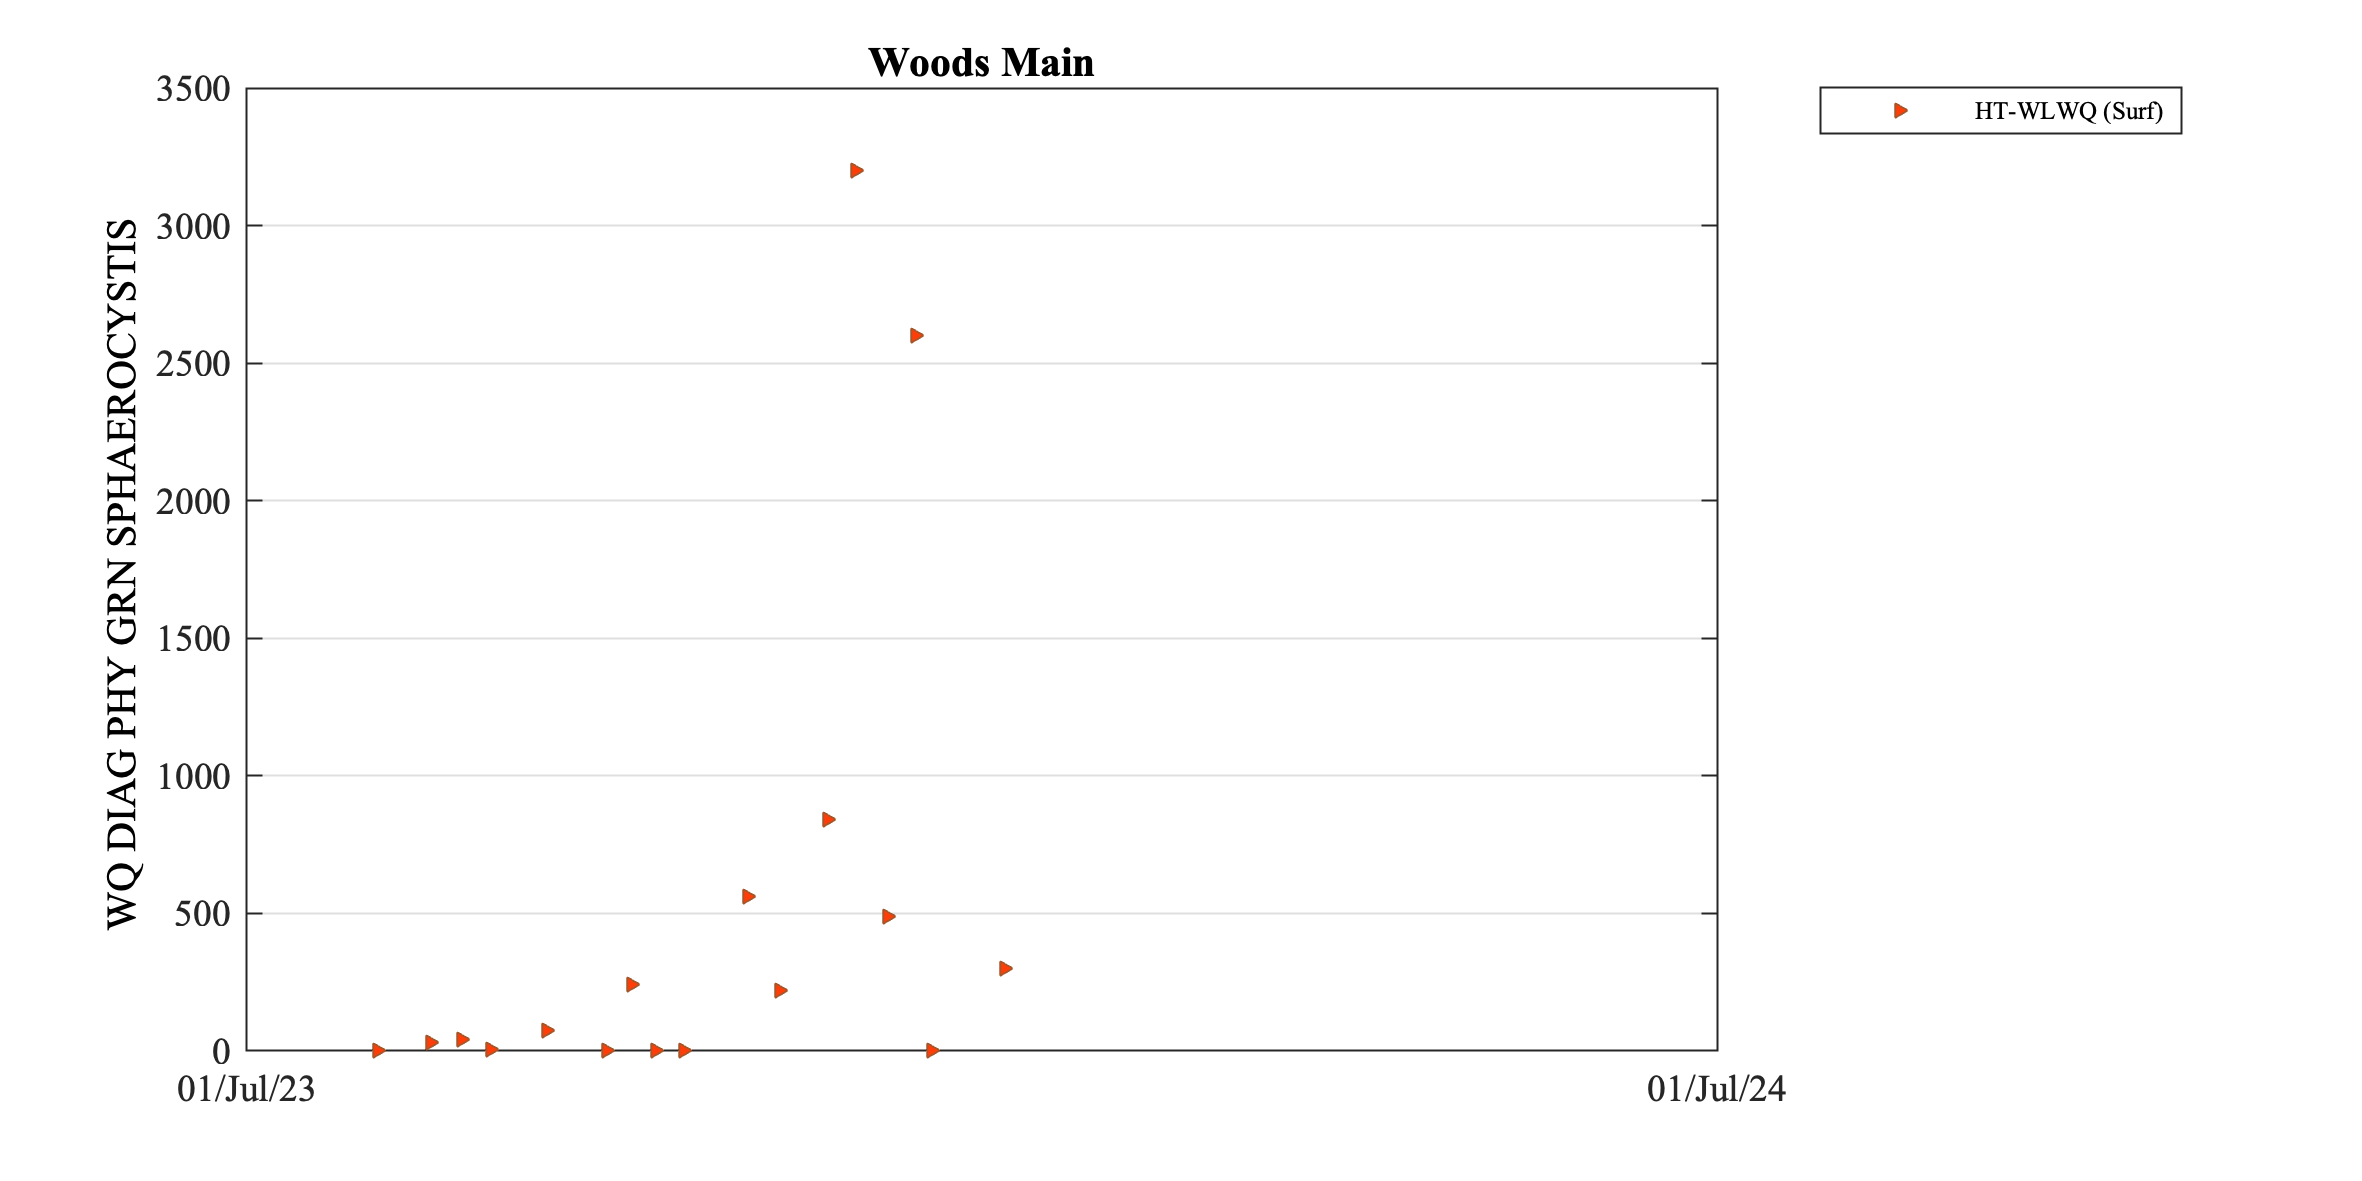 Woods Main
HT-WLWQ (Surf)
WQ DIAG PHY GRN SPHAEROCYSTIS
3500
3000
2500
2000
1500
1000
500
0
01/Jul/23
01/Jul/24